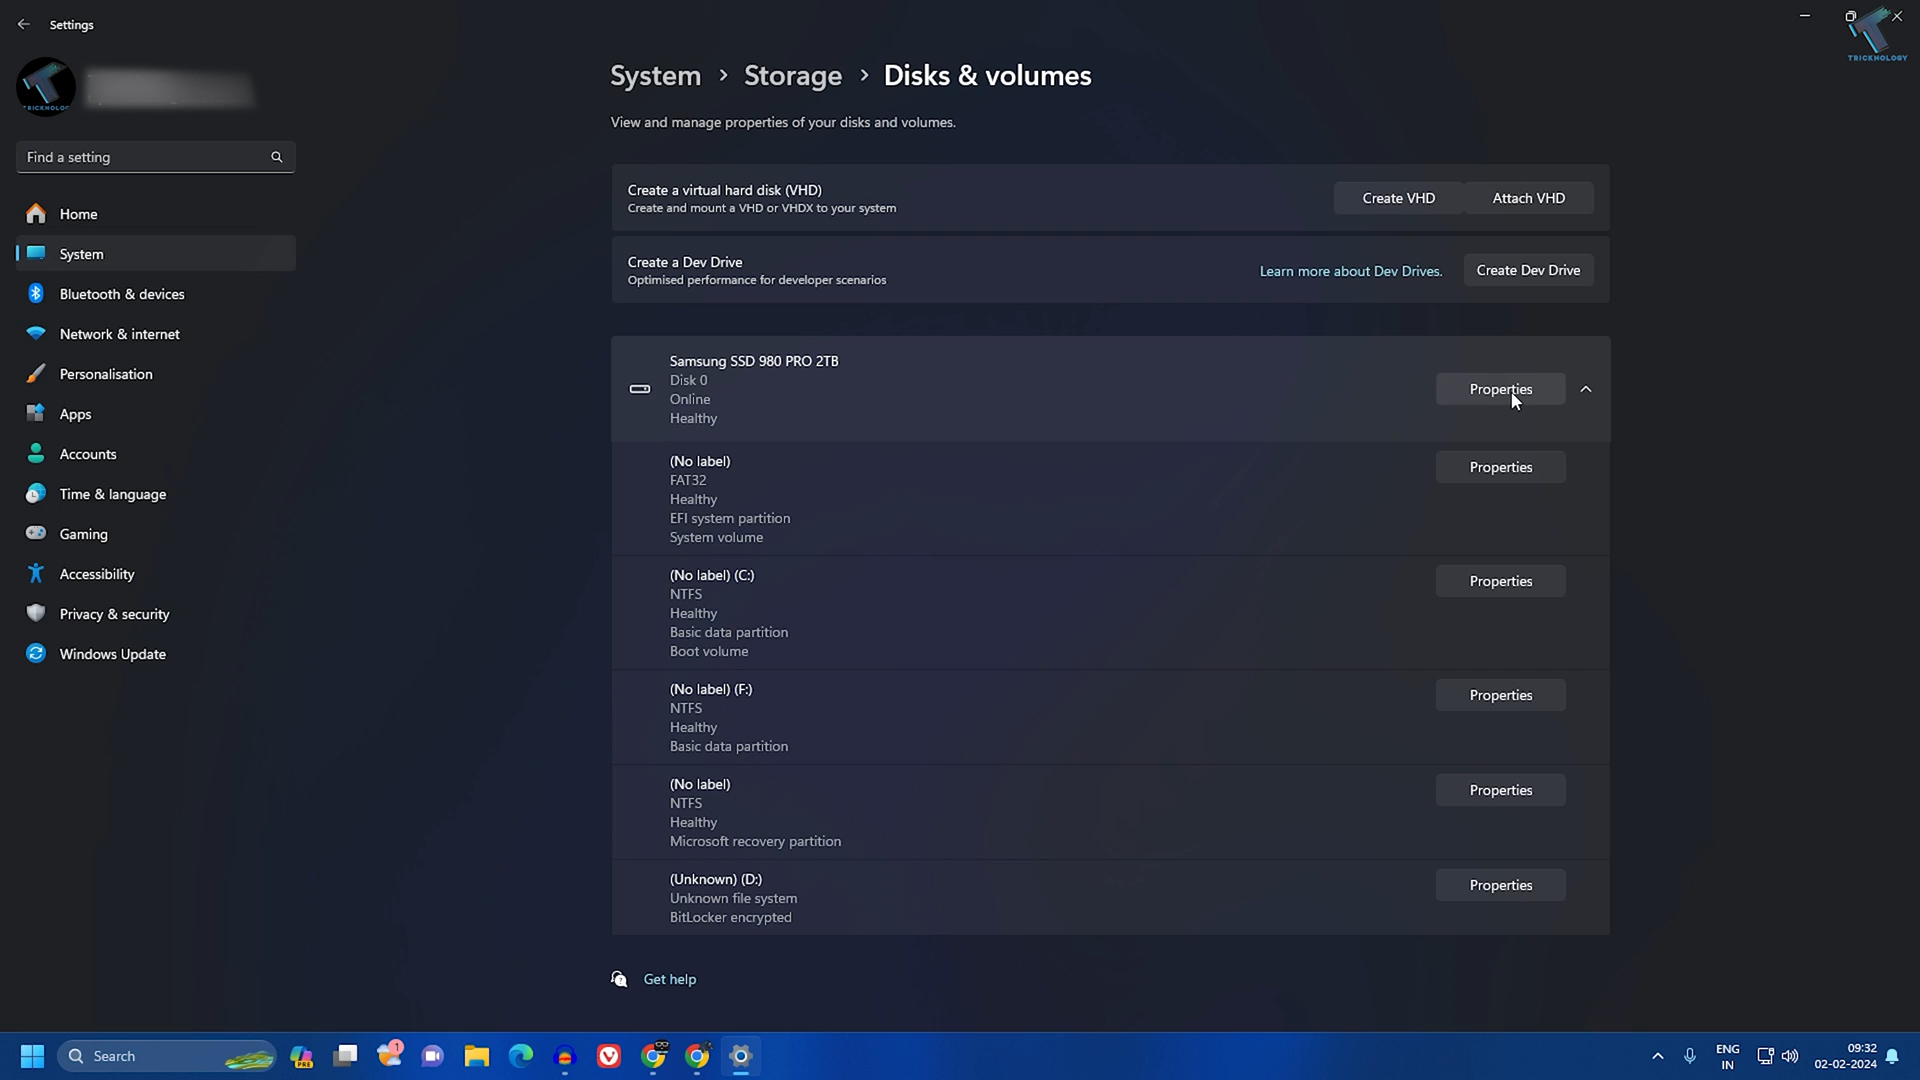 Settings
TRICKNOLOGY
TRICKNOLOGY
System > Storage > Disks & volumes
View and manage properties of your disks and volumes.
Find a setting
Home
System
Bluetooth & devices
Network & internet
Personalisation
Apps
Accounts
Time & language
Gaming
Accessibility
Privacy & security
Windows Update
Create a virtual hard disk (VHD)
Create and mount a VHD or VHDX to your system
Create VHD
Attach VHD
Create a Dev Drive
Optimised performance for developer scenarios
Learn more about Dev Drives.
Create Dev Drive
Samsung SSD 980 PRO 2TB
Disk 0
Online
Healthy
Properties
(No label)
FAT32
Healthy
EFI system partition
System volume
Properties
(No label) (C:)
NTFS
Healthy
Basic data partition
Boot volume
Properties
(No label) (F:)
NTFS
Healthy
Basic data partition
Properties
(No label)
NTFS
Healthy
Microsoft recovery partition
Properties
(Unknown) (D:)
Unknown file system
BitLocker encrypted
Properties
Get help
Search
PRE
1
ENG
IN
09:32
02-02-2024